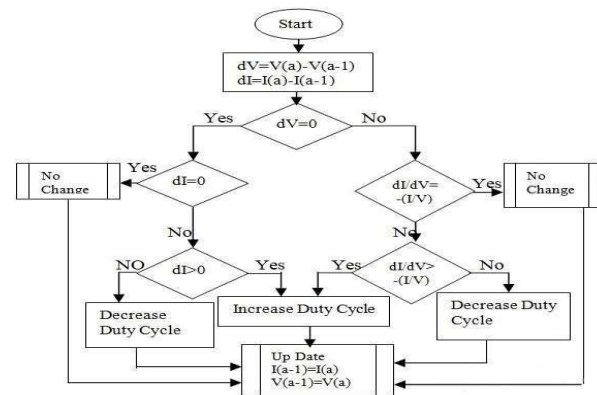 Start
dV=V(a)-V(a-1)
dI=I(a)-I(a-1)
Yes
dV=0
No
No
Change
Yes
dI=0
dI/dV=
-(I/V)
Yes
No
Change
No
No
NO
dI>0
Yes
Yes
dI/dV>
-(I/V)
No
Decrease
Duty Cycle
Increase Duty Cycle
Decrease Duty
Cycle
Up Date
I(a-1)=I(a)
V(a-1)=V(a)